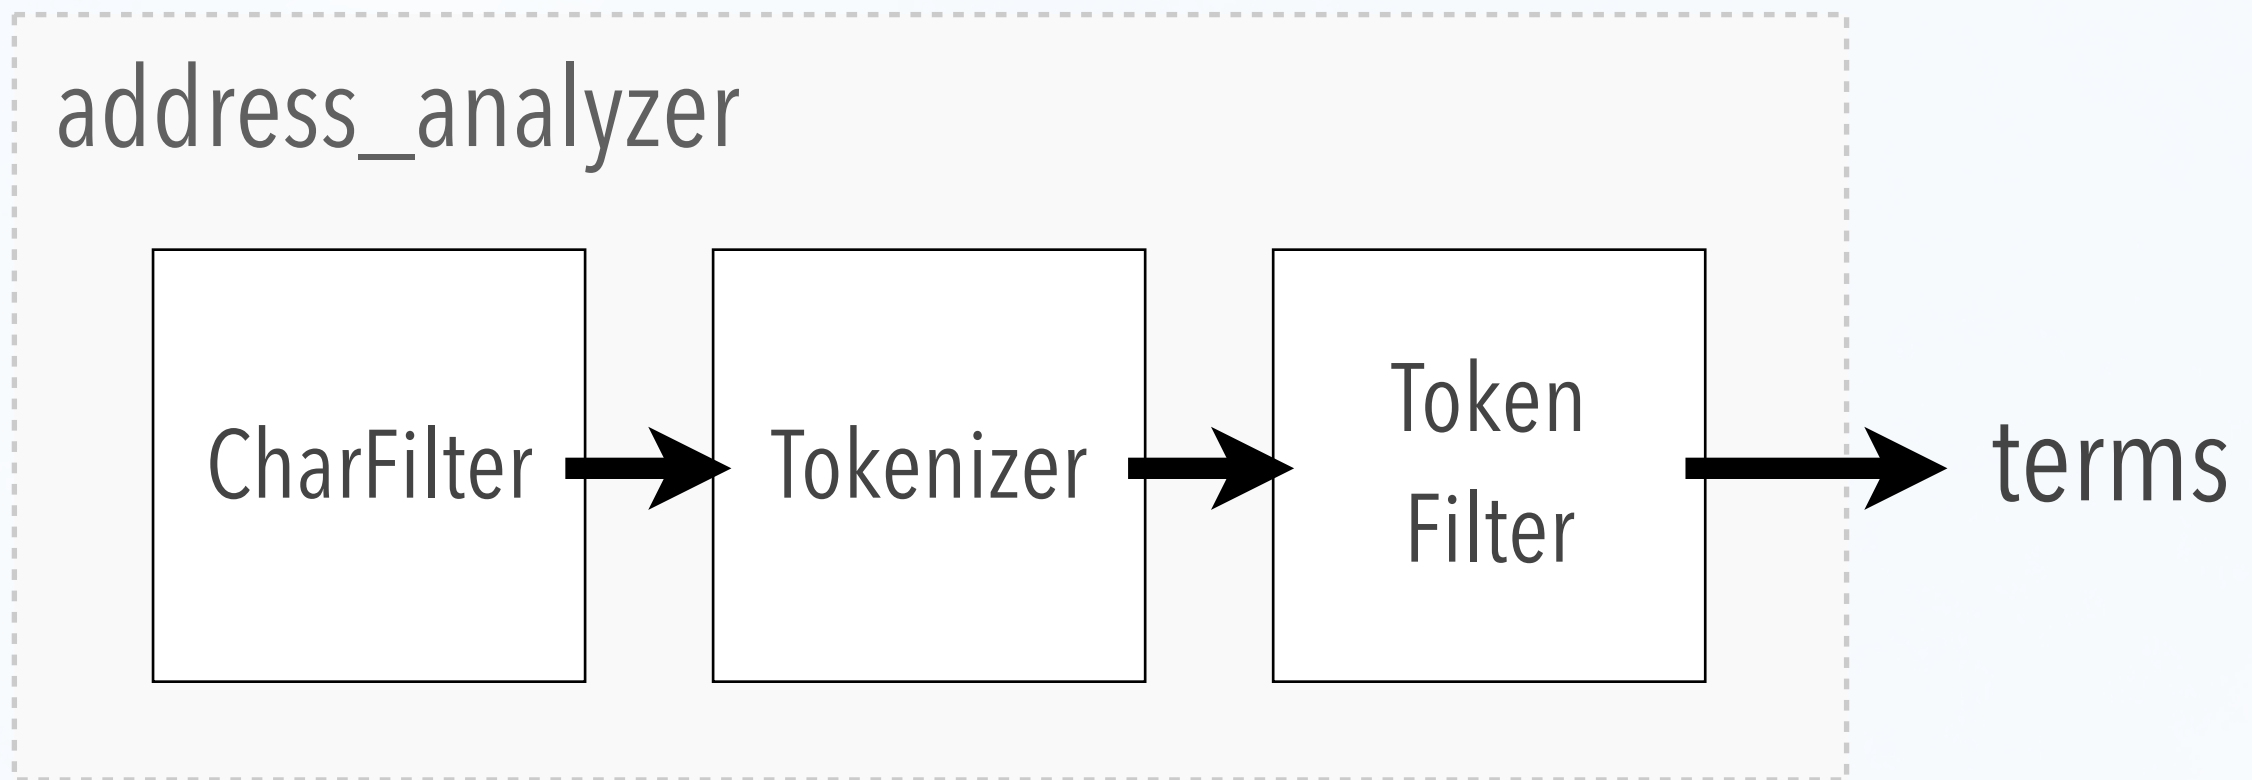 address_analyzer
CharFilter
Tokenizer
Token
Filter
terms